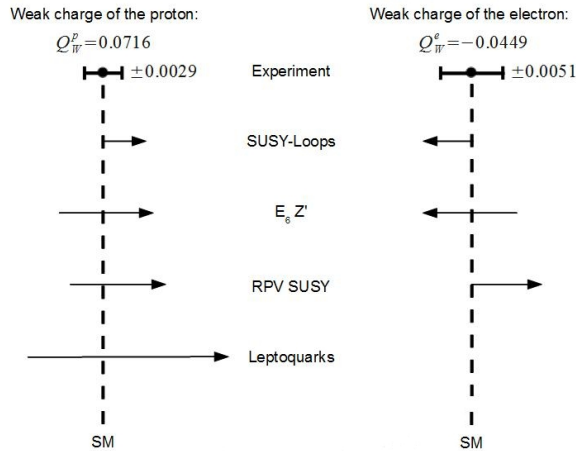 Weak charge of the proton:
Weak charge of the electron:
Q_W^p=0.0716
Q_W^e=−0.0449
±0.0029
Experiment
±0.0051
SUSY-Loops
E₆ Z'
RPV SUSY
Leptoquarks
SM
SM